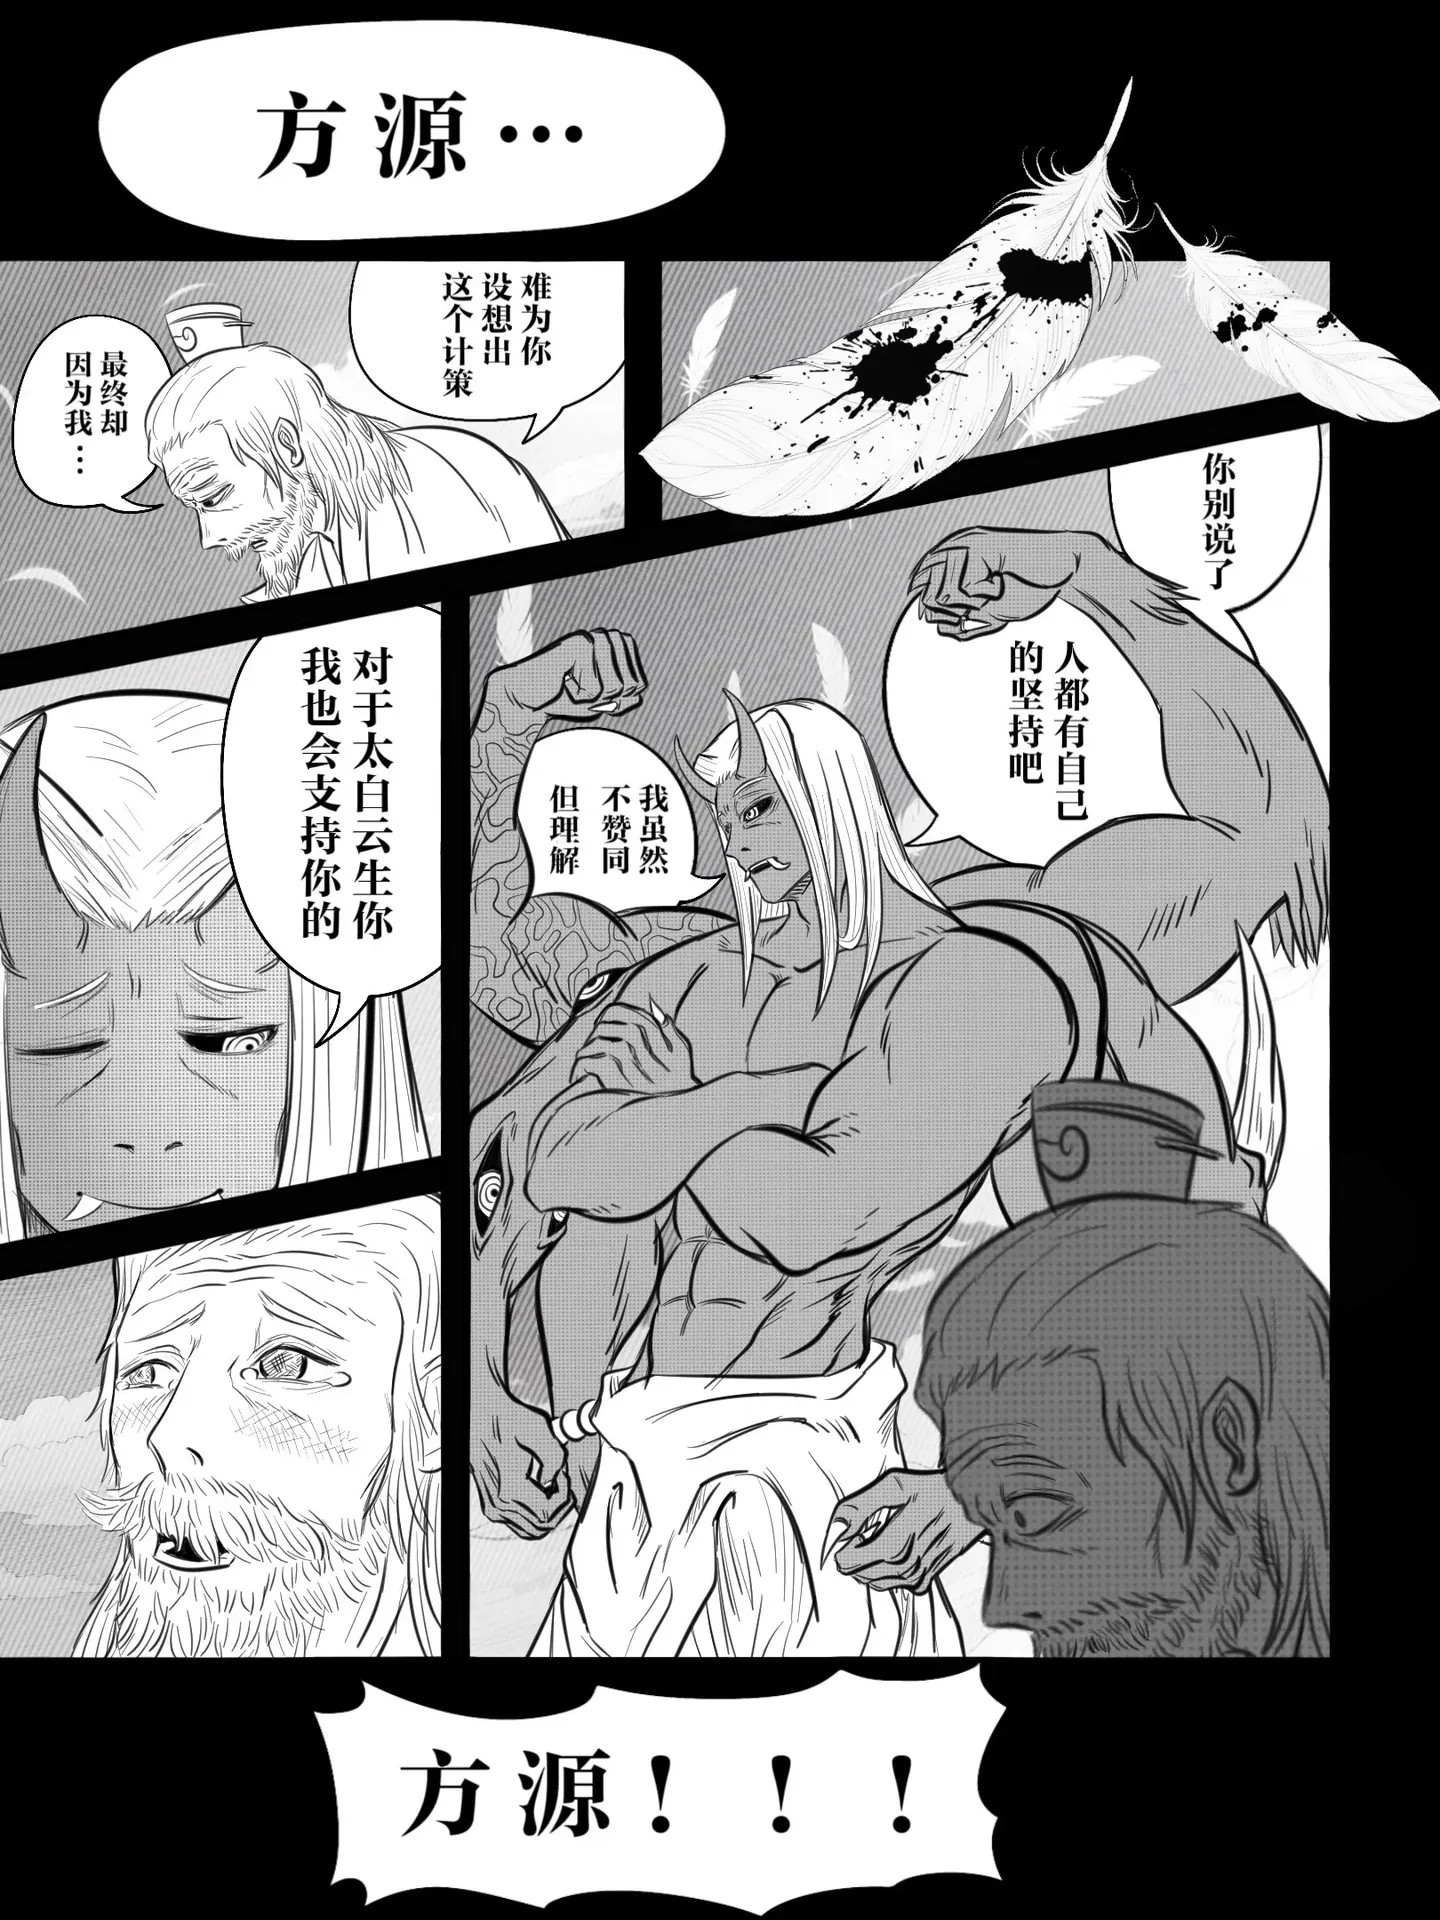 方源…
难为你
设想出
这个计策
最终却
因为我…
你别说了
人都有自己
的坚持吧
我虽然
不赞同
但理解
对于太白云生你
我也会支持你的
方源！！！